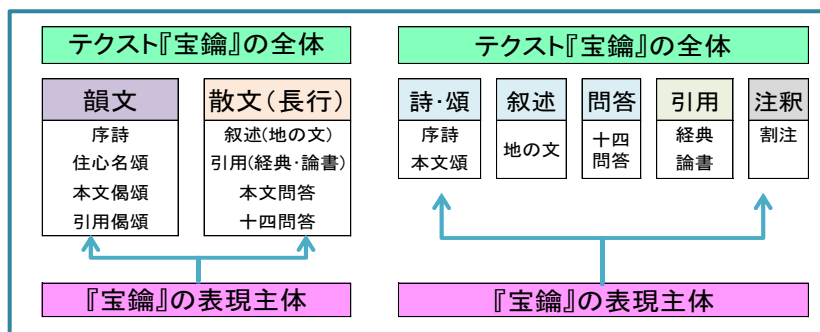 テクスト『宝鑰』の全体
韻文
序詩
住心名頌
本文偈頌
引用偈頌
散文(長行)
叙述(地の文)
引用(経典・論書)
本文問答
十四問答
『宝鑰』の表現主体
テクスト『宝鑰』の全体
詩・頌
序詩
本文頌
叙述
地の文
問答
十四
問答
引用
経典
論書
注釈
割注
『宝鑰』の表現主体